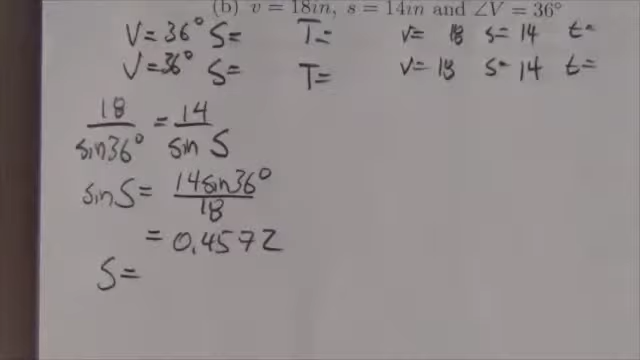 (b) v = 18in, s = 14in and ∠V = 36°
V = 36° S = T = v = 18 s = 14 t =
V = 36° S = T = v = 18 s = 14 t =
18/sin36° = 14/sin S
sin S = 14sin36°/18
= 0.4572
S =